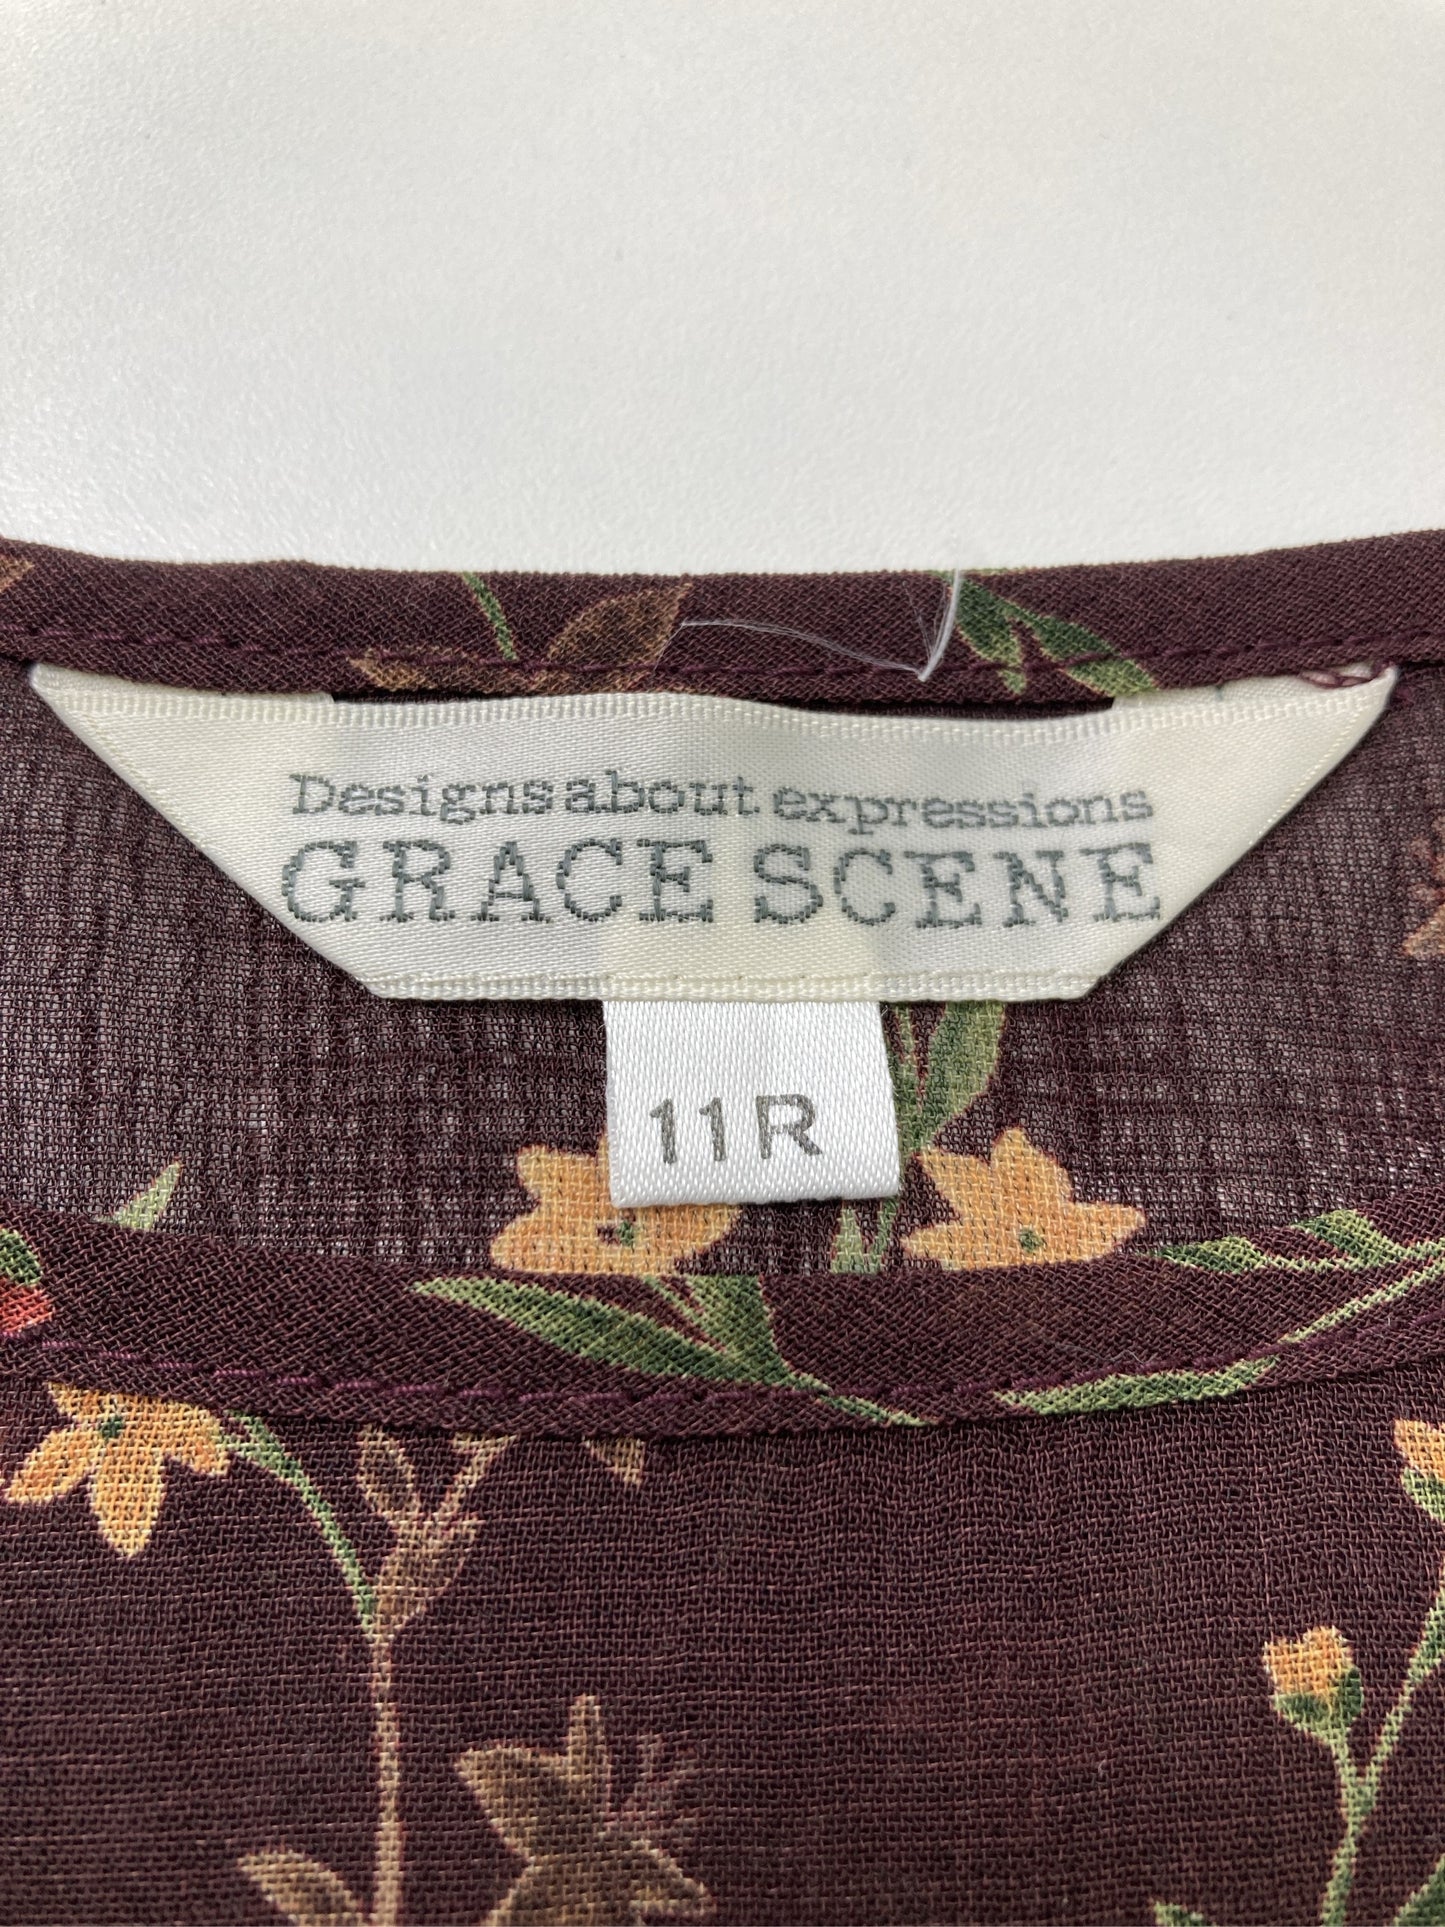 Designs about expressions
GRACE SCENE
11R